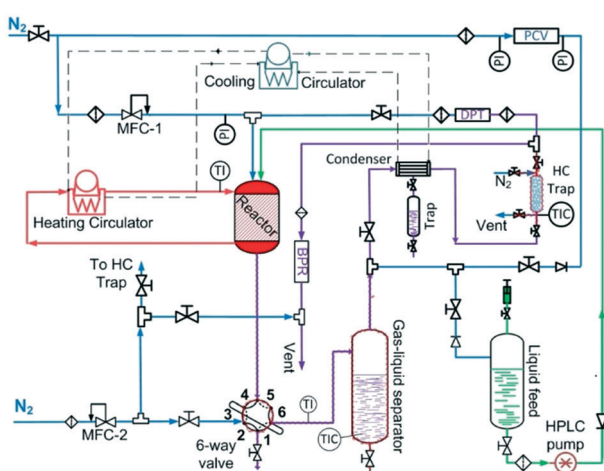 N2
PCV
PI
PI
Cooling Circulator
MFC-1
PI
DPT
Condenser
N2
HC
Trap
TI
Trap
Vent
TIC
Heating Circulator
Reactor
To HC
Trap
BPR
Vent
Gas-liquid separator
Liquid feed
4 5
N2
3 6
TI
MFC-2
2 1
TIC
HPLC
pump
6-way
valve